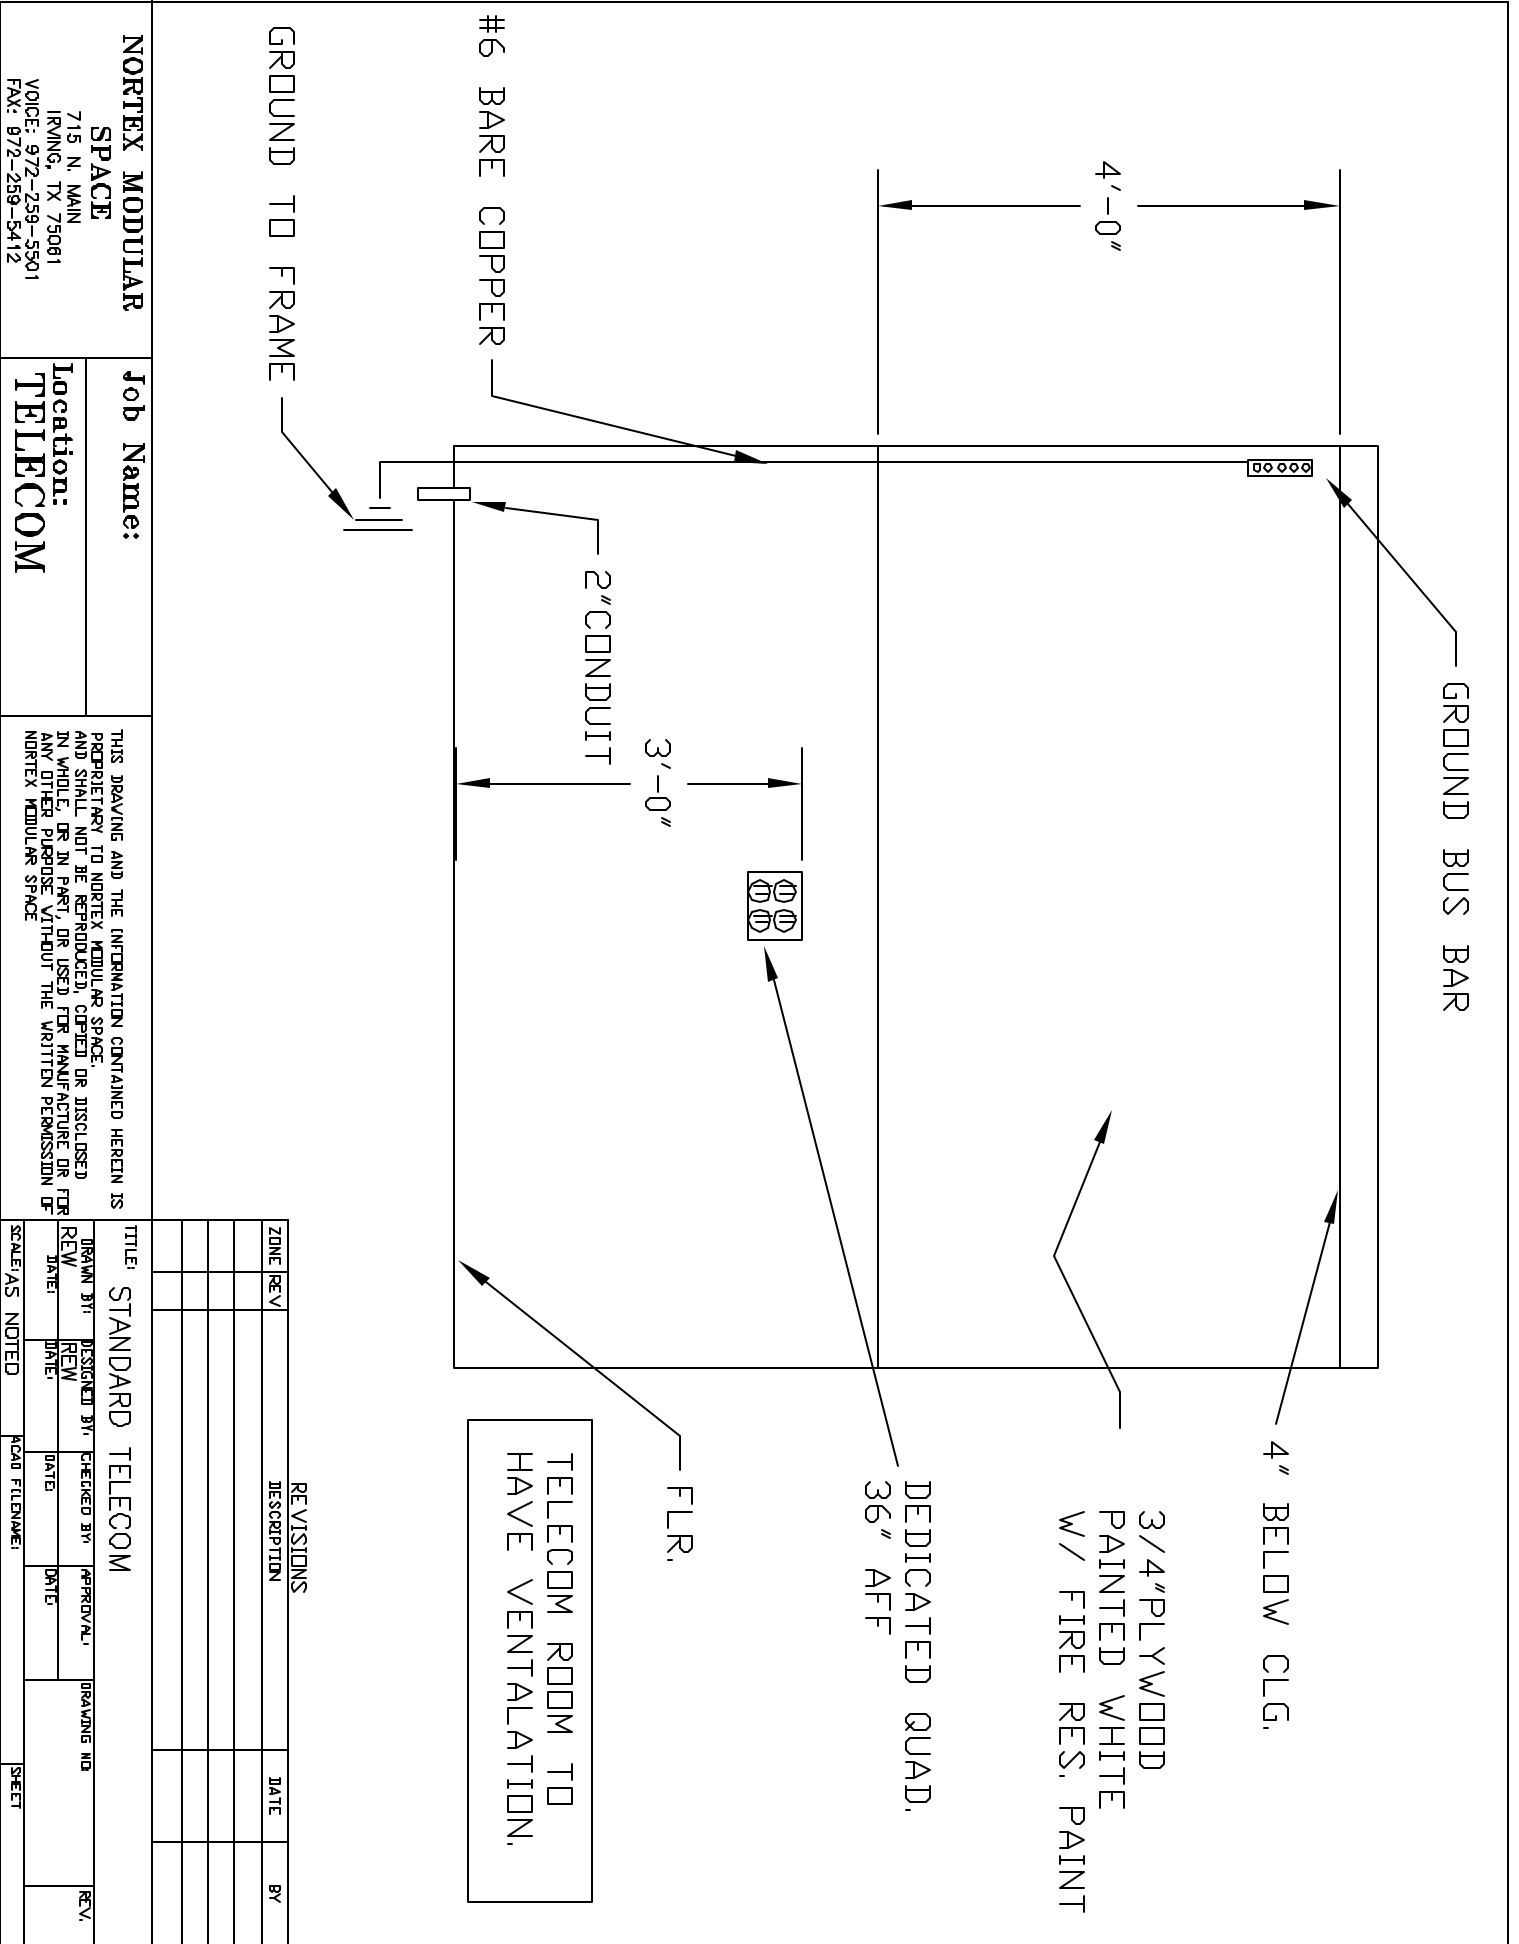 GROUND BUS BAR
4" BELOW CLG.
4'-0"
3/4"PLYWOOD
PAINTED WHITE
W/ FIRE RES. PAINT
DEDICATED QUAD.
36" AFF
3'-0"
2"CONDUIT
FLR.
#6 BARE COPPER
TELECOM ROOM TO
HAVE VENTALATION.
GROUND TO FRAME
REVISIONS
ZONE REV DESCRIPTION DATE BY
NORTEX MODULAR
SPACE
715 N. MAIN
IRVING, TX 75061
VOICE: 972-259-5501
FAX: 972-259-5412
Job Name:
Location:
TELECOM
THIS DRAWING AND THE INFORMATION CONTAINED HEREIN IS
PROPRIETARY TO NORTEX MODULAR SPACE.
AND SHALL NOT BE REPRODUCED, COPIED OR DISCLOSED
IN WHOLE, OR IN PART, OR USED FOR MANUFACTURE OR FOR
ANY OTHER PURPOSE WITHOUT THE WRITTEN PERMISSION OF
NORTEX MODULAR SPACE
TITLE:
STANDARD TELECOM
DRAWN BY: DESIGNED BY: CHECKED BY: APPROVAL: DRAWING NO. REV.
REW REW
DATE: DATE: DATE: DATE:
SCALE: AS NOTED ACAD FILENAME: SHEET